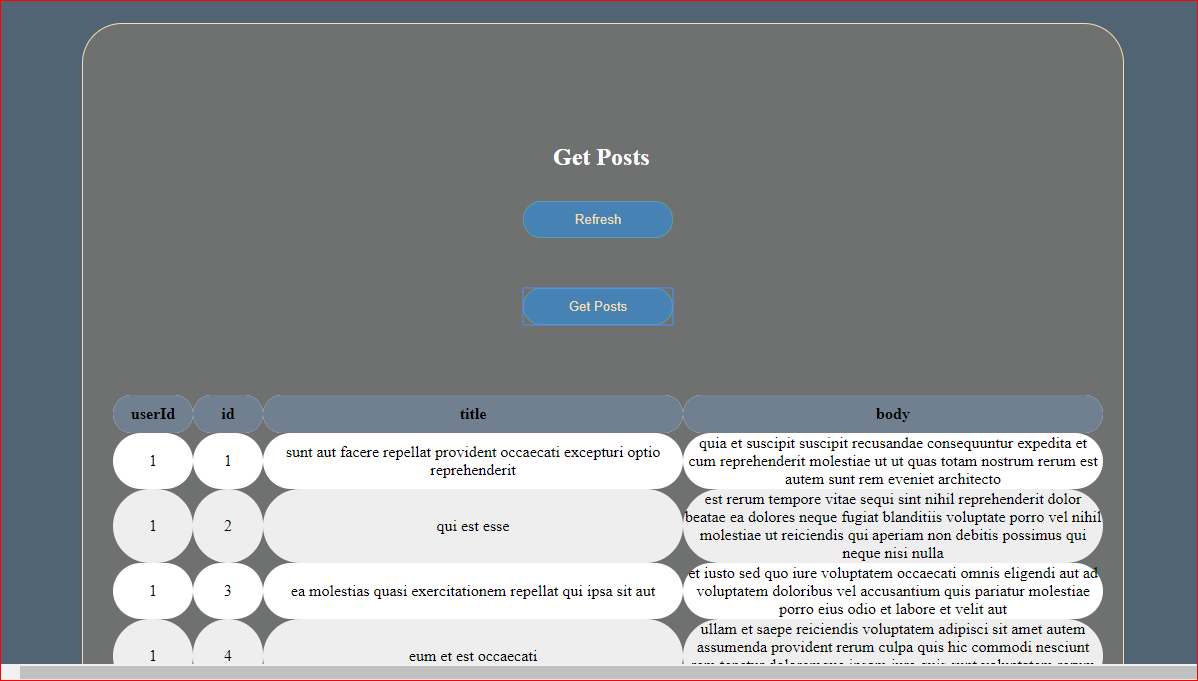 Get Posts
Refresh
Get Posts
userId id title body
1 1 sunt aut facere repellat provident occaecati excepturi optio
reprehenderit
quia et suscipit suscipit recusandae consequuntur expedita et
cum reprehenderit molestiae ut ut quas totam nostrum rerum est
autem sunt rem eveniet architecto
1 2 qui est esse
est rerum tempore vitae sequi sint nihil reprehenderit dolor
beatae ea dolores neque fugiat blanditiis voluptate porro vel nihil
molestiae ut reiciendis qui aperiam non debitis possimus qui
neque nisi nulla
1 3 ea molestias quasi exercitationem repellat qui ipsa sit aut
et iusto sed quo iure voluptatem occaecati omnis eligendi aut ad
voluptatem doloribus vel accusantium quis pariatur molestiae
porro eius odio et labore et velit aut
1 4 eum et est occaecati
ullam et saepe reiciendis voluptatem adipisci sit amet autem
assumenda provident rerum culpa quis hic commodi nesciunt